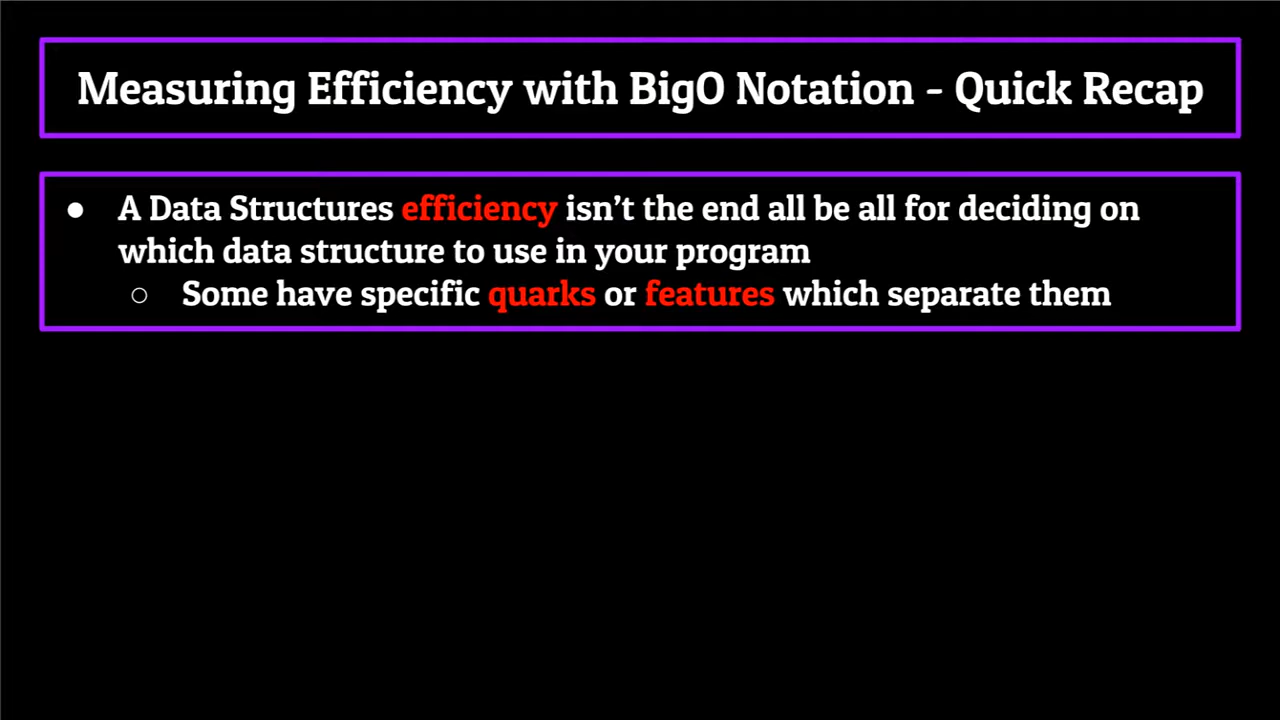 Measuring Efficiency with BigO Notation - Quick Recap
● A Data Structures efficiency isn't the end all be all for deciding on
which data structure to use in your program
○ Some have specific quarks or features which separate them